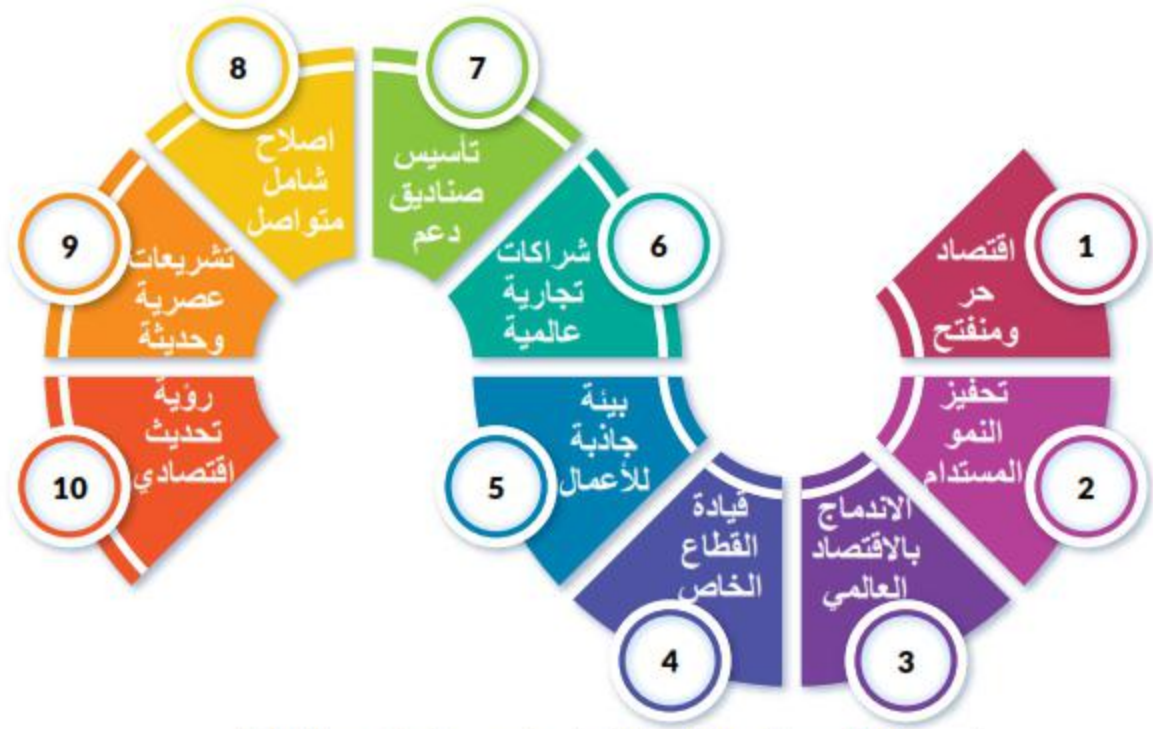 1
اقتصاد
حر
ومنفتح
2
تحفيز
النمو
المستدام
3
الاندماج
بالاقتصاد
العالمي
4
قيادة
القطاع
الخاص
5
بيئة
جاذبة
للأعمال
6
شراكات
تجارية
عالمية
7
تأسيس
صناديق
دعم
8
اصلاح
شامل
متواصل
9
تشريعات
عصرية
وحديثة
10
رؤية
تحديث
اقتصادي